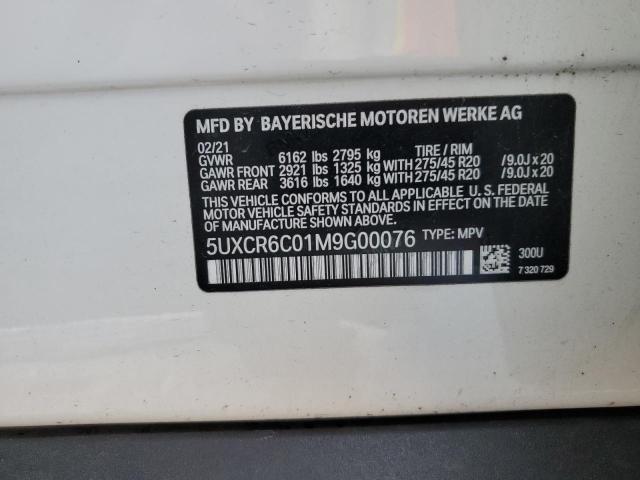 MFD BY BAYERISCHE MOTOREN WERKE AG
02/21 TIRE / RIM
GVWR 6162 lbs 2795 kg
GAWR FRONT 2921 lbs 1325 kg WITH 275/45 R20 /9.0J x 20
GAWR REAR 3616 lbs 1640 kg WITH 275/45 R20 /9.0J x 20
THIS VEHICLE CONFORMS TO ALL APPLICABLE U. S. FEDERAL
MOTOR VEHICLE SAFETY STANDARDS IN EFFECT ON THE
DATE OF MANUFACTURE SHOWN ABOVE.
5UXCR6C01M9G00076 TYPE: MPV
300U
7 320 729